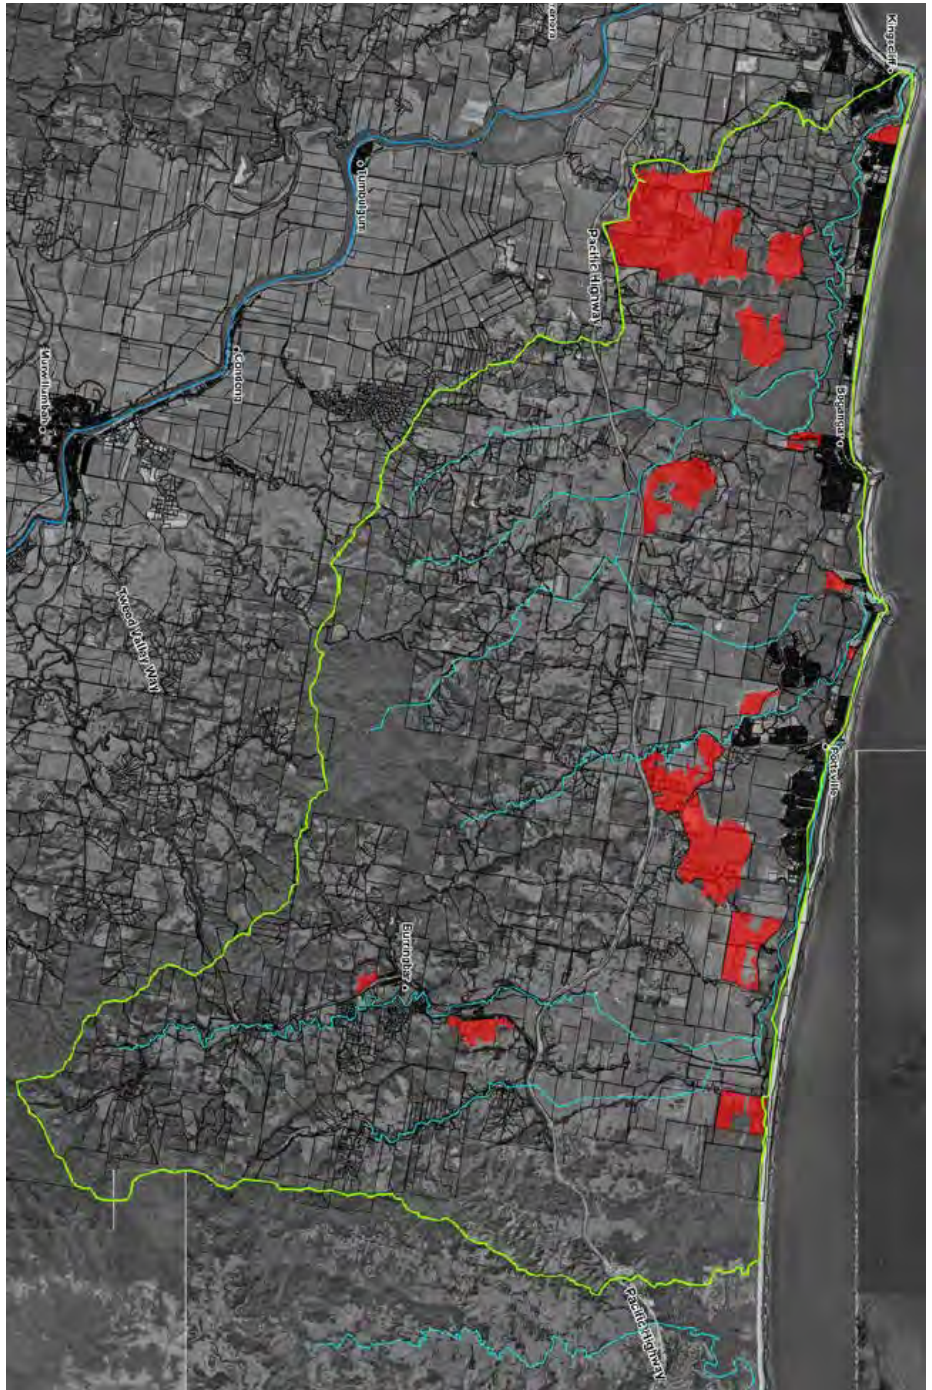 Kingscliff
Tumbulgum
Pacific Highway
Condong
Murwillumbah
Bogangar
Tweed Valley Way
Pottsville
Burringbar
Pacific Highway